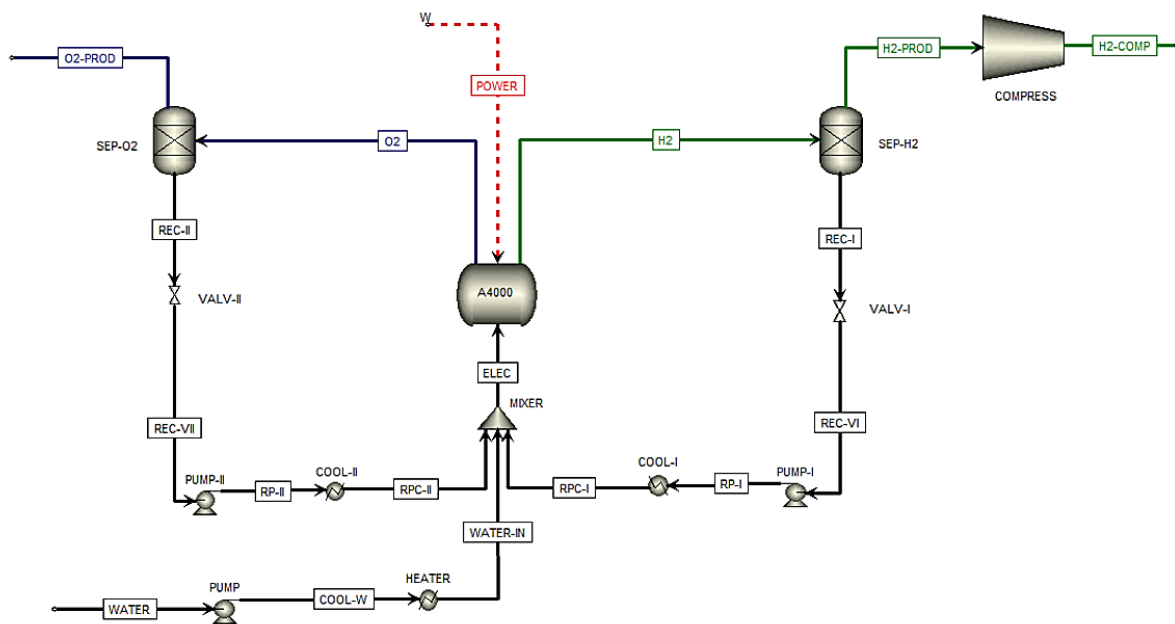 W
O2-PROD
H2-PROD
H2-COMP
POWER
COMPRESS
O2
H2
SEP-O2
SEP-H2
REC-II
REC-I
A4000
VALV-II
VALV-I
ELEC
MIXER
REC-VII
REC-VI
PUMP-II
COOL-II
COOL-I
PUMP-I
RP-II
RPC-II
RPC-I
RP-I
WATER-IN
PUMP
HEATER
COOL-W
WATER